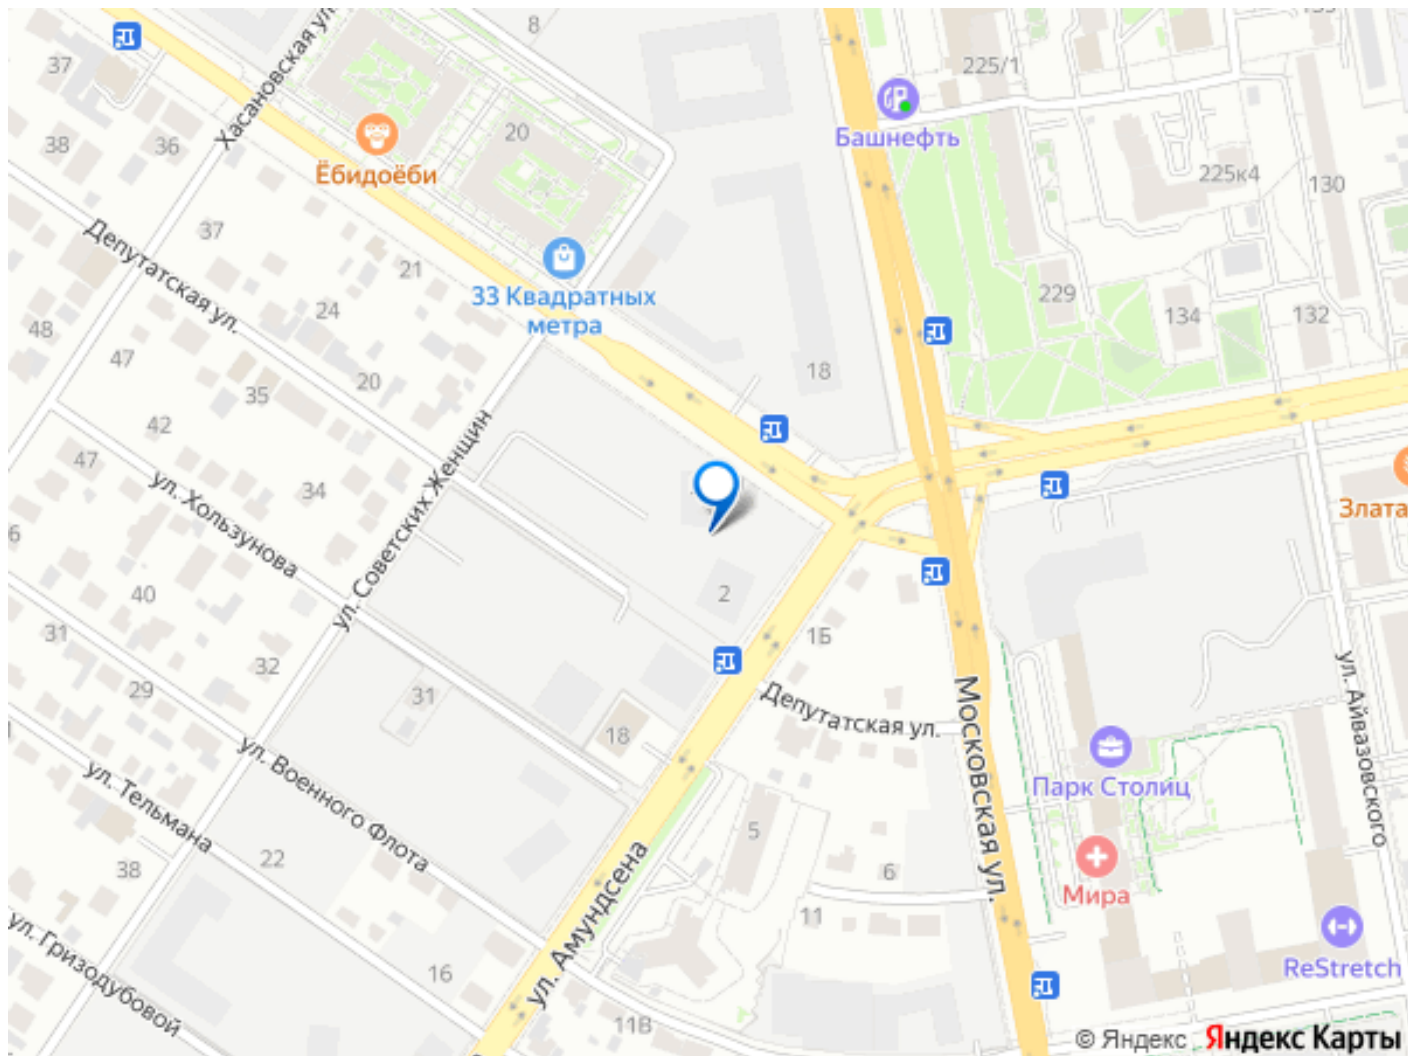 8
135
37
225/1
Хасановская ул.
Башнефть
38
36
20
Ёбидоёби
225к4
130
37
Депутатская ул.
21
33 Квадратных
метра
229
24
134
132
48
47
18
20
35
42
ул. Советских Женщин
47
ул. Хользунова
34
Злата
6
40
2
31
1Б
32
ул. Айвазовского
29
31
Депутатская ул.
Московская ул.
18
ул. Военного Флота
Парк Столиц
ул. Тельмана
5
22
38
6
Мира
ул. Амундсена
11
ул. Гризодубовой
16
ReStretch
11В
© Яндекс Яндекс Карты